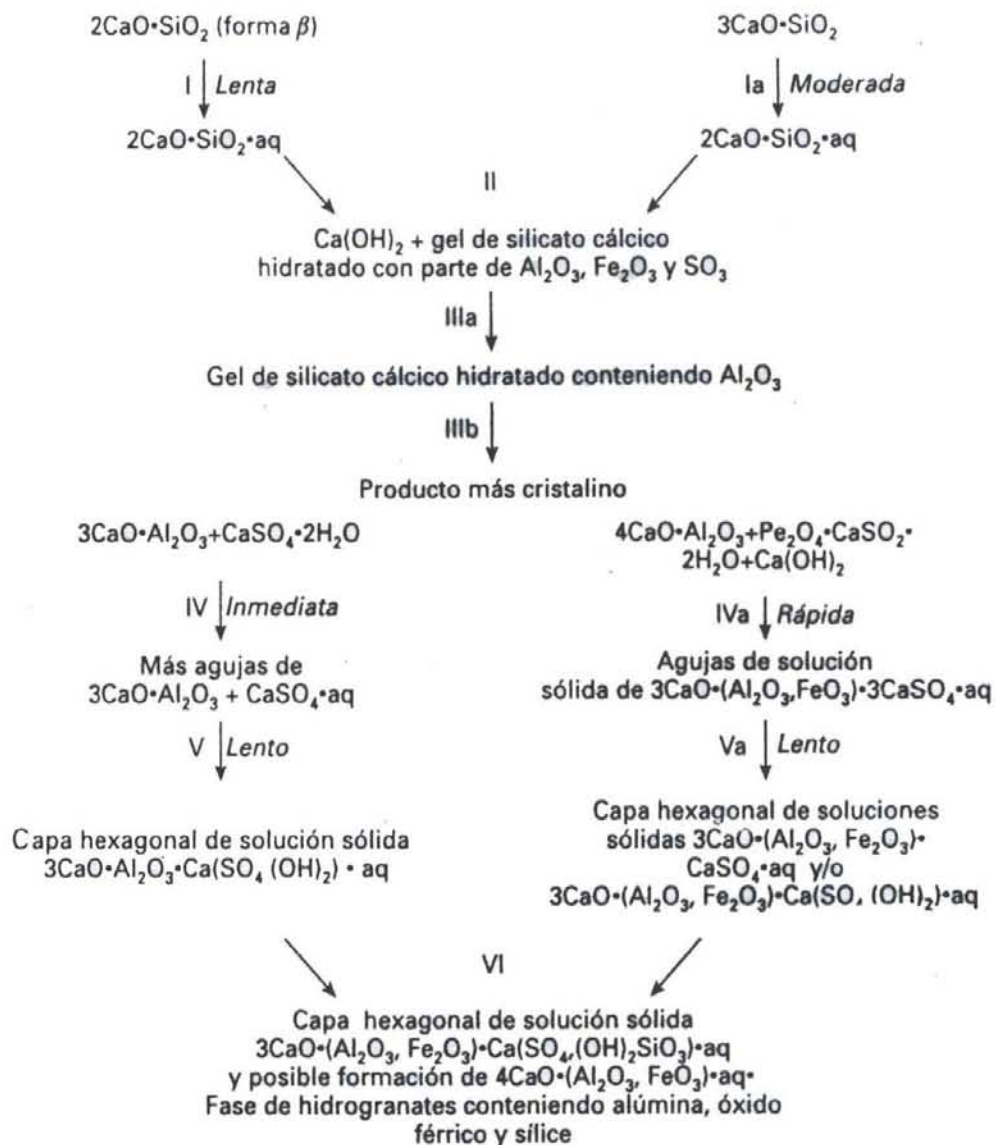 2CaO•SiO₂ (forma β)
3CaO•SiO₂
I Lenta
Ia Moderada
2CaO•SiO₂•aq
2CaO•SiO₂•aq
II
Ca(OH)₂ + gel de silicato cálcico
hidratado con parte de Al₂O₃, Fe₂O₃ y SO₃
IIIa
Gel de silicato cálcico hidratado conteniendo Al₂O₃
IIIb
Producto más cristalino
3CaO•Al₂O₃+CaSO₄•2H₂O
IV Inmediata
Más agujas de
3CaO•Al₂O₃ + CaSO₄•aq
V Lento
Capa hexagonal de solución sólida
3CaO•Al₂O₃•Ca(SO₄ (OH)₂) • aq
4CaO•Al₂O₃+Pe₂O₄•CaSO₂•
2H₂O+Ca(OH)₂
IVa Rápida
Agujas de solución
sólida de 3CaO•(Al₂O₃,FeO₃)•3CaSO₄•aq
Va Lento
Capa hexagonal de soluciones
sólidas 3CaO•(Al₂O₃, Fe₂O₃)•
CaSO₄•aq y/o
3CaO•(Al₂O₃, Fe₂O₃)•Ca(SO, (OH)₂)•aq
VI
Capa hexagonal de solución sólida
3CaO•(Al₂O₃, Fe₂O₃)•Ca(SO₄,(OH)₂SiO₃)•aq
y posible formación de 4CaO•(Al₂O₃, FeO₃)•aq•
Fase de hidrogranates conteniendo alúmina, óxido
férrico y sílice